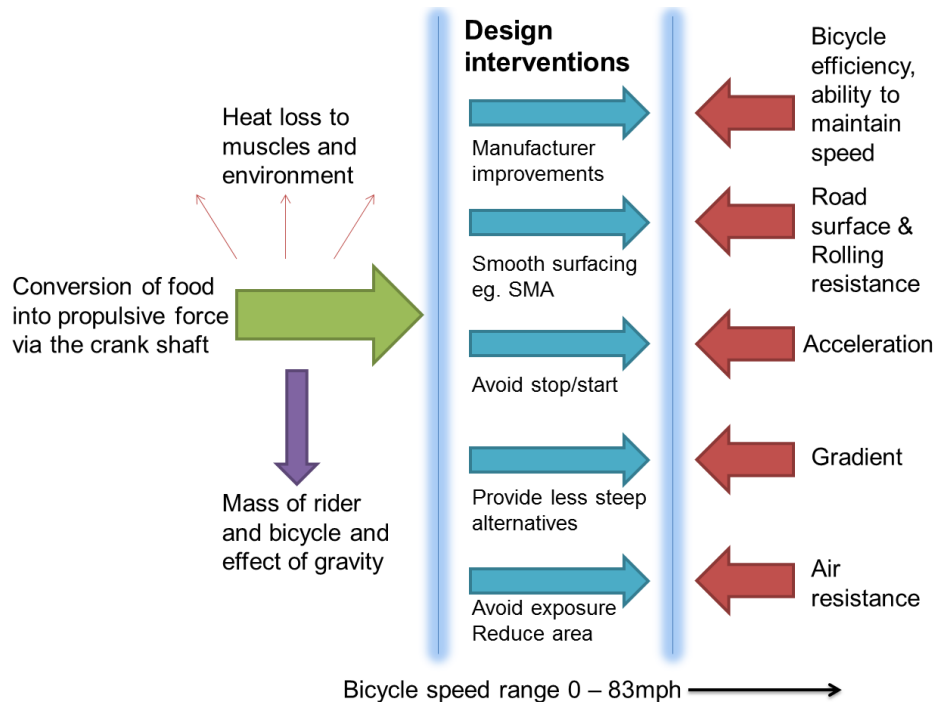 Design
interventions
Heat loss to
muscles and
environment
Conversion of food
into propulsive force
via the crank shaft
Mass of rider
and bicycle and
effect of gravity
Manufacturer
improvements
Smooth surfacing
eg. SMA
Avoid stop/start
Provide less steep
alternatives
Avoid exposure
Reduce area
Bicycle
efficiency,
ability to
maintain
speed
Road
surface &
Rolling
resistance
Acceleration
Gradient
Air
resistance
Bicycle speed range 0 – 83mph